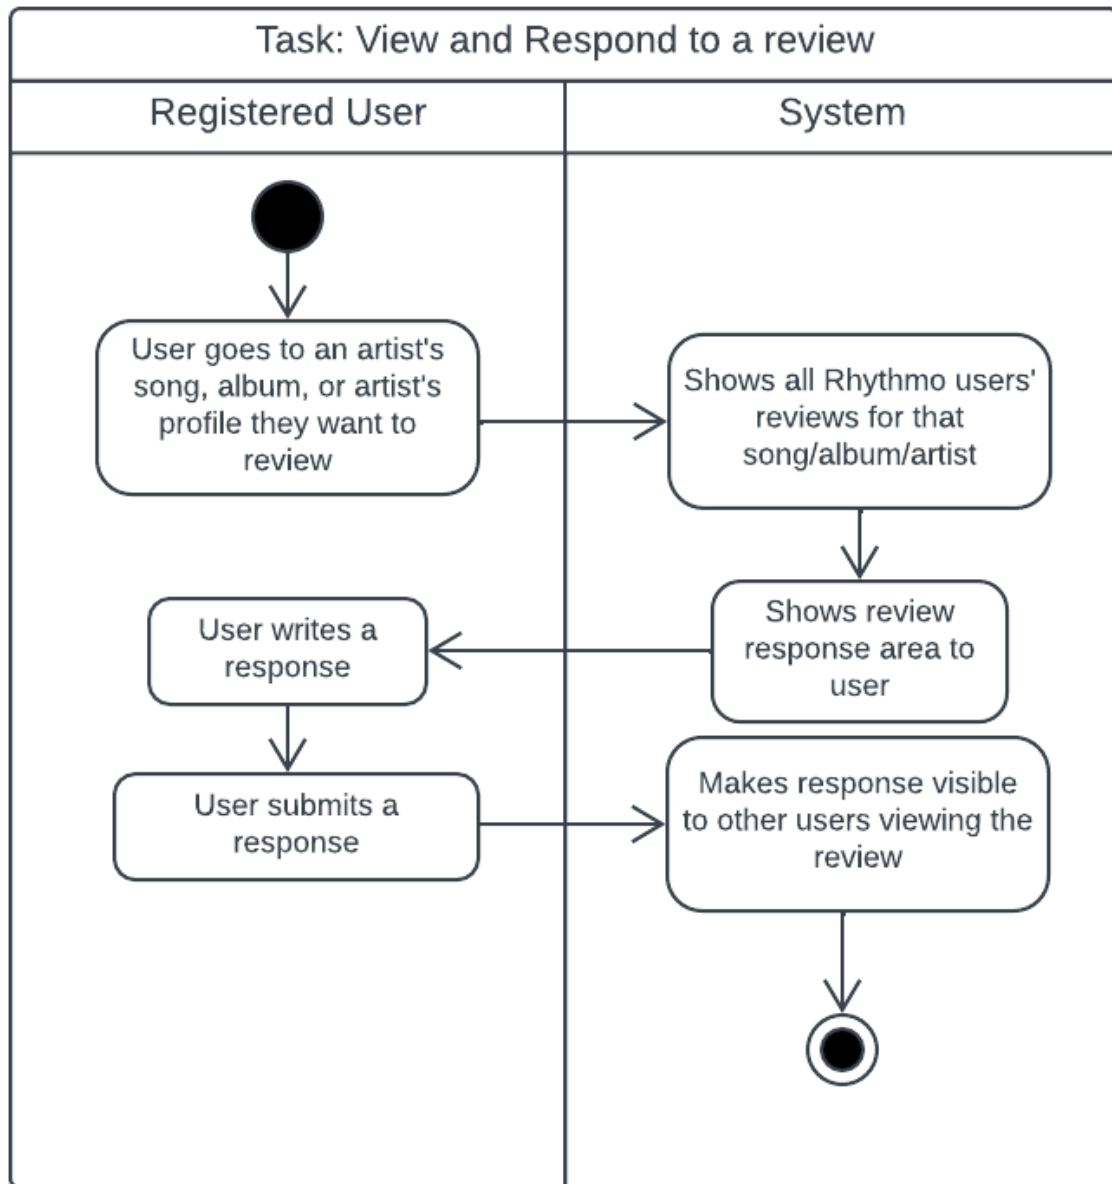 Task: View and Respond to a review
Registered User
System
User goes to an artist's
song, album, or artist's
profile they want to
review
Shows all Rhythmo users'
reviews for that
song/album/artist
Shows review
response area to
user
User writes a
response
User submits a
response
Makes response visible
to other users viewing the
review